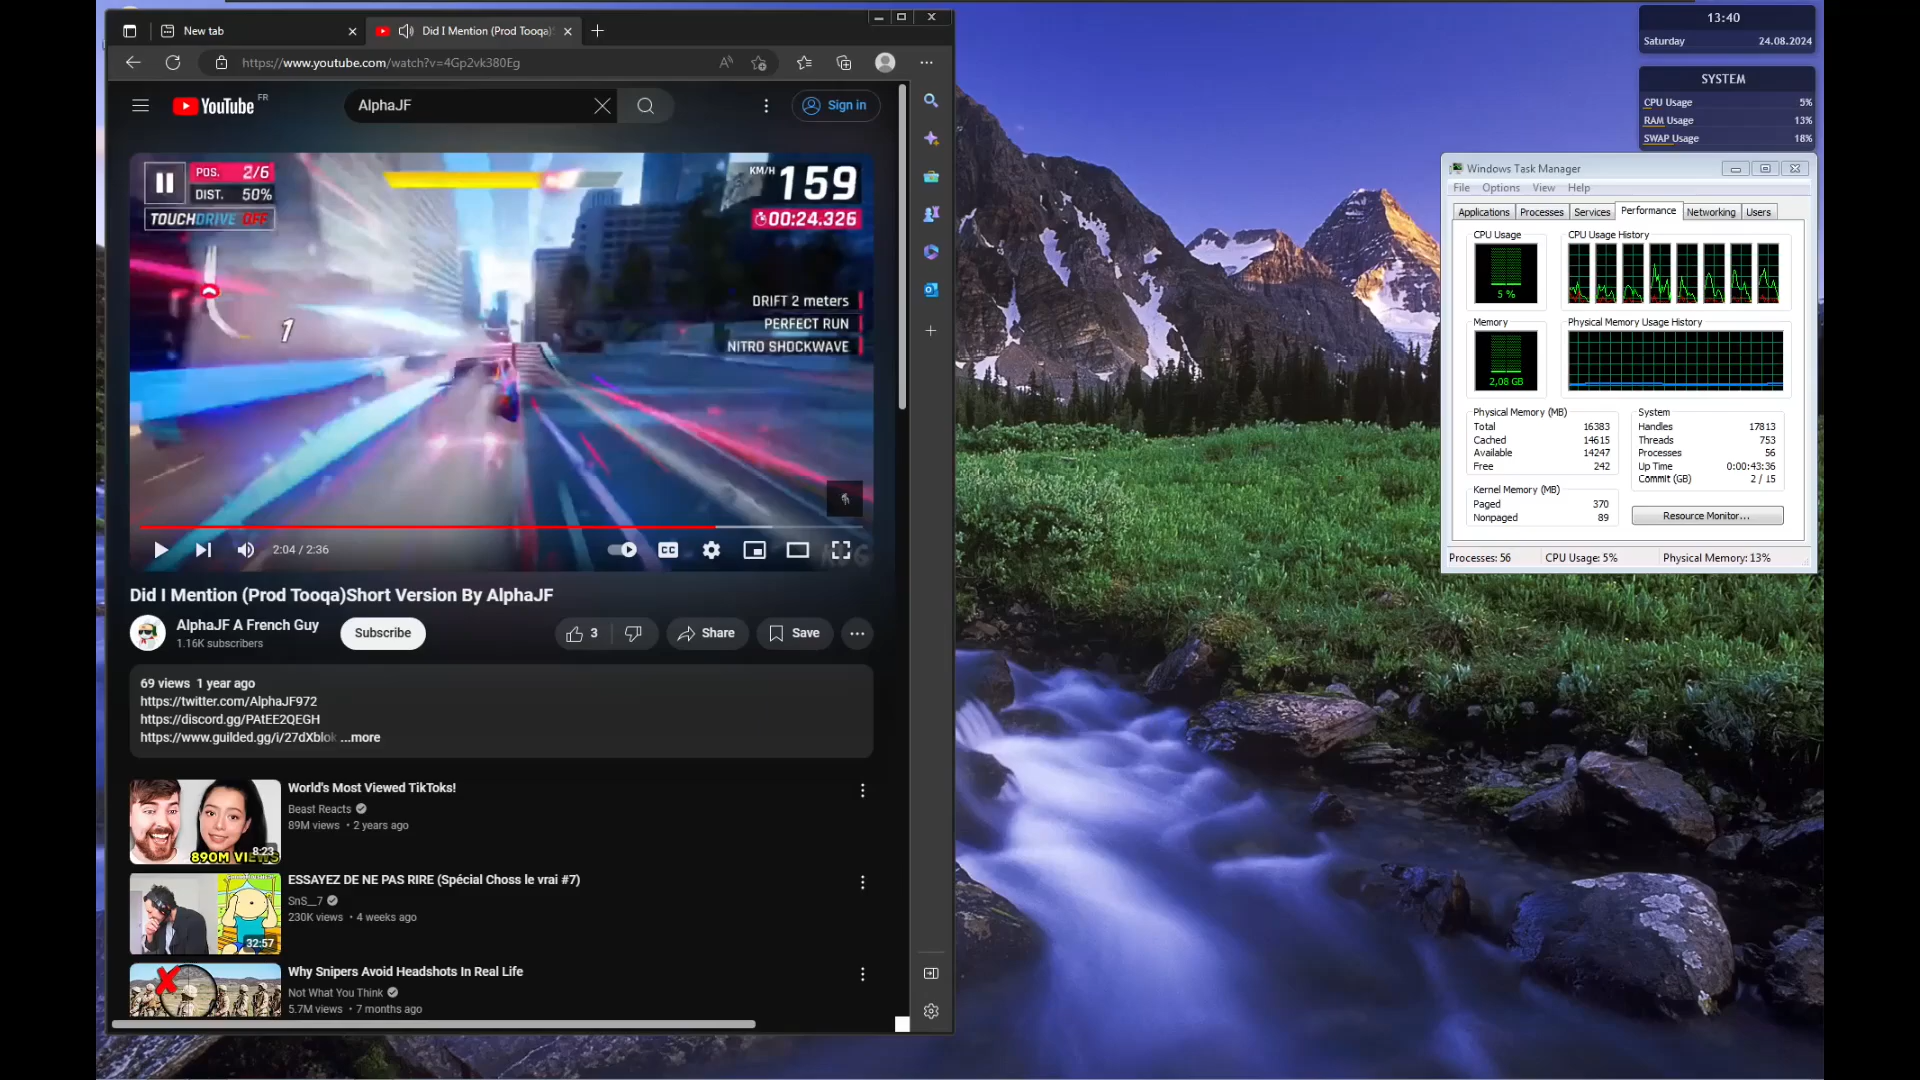 New tab
Did I Mention (Prod Tooqa)S
https://www.youtube.com/watch?v=4Gp2vk380Eg
YouTube FR
AlphaJF
Sign in
POS. 2/6
DIST. 50%
TOUCHDRIVE OFF
KM/H 159
00:24.326
1
DRIFT 2 meters
PERFECT RUN
NITRO SHOCKWAVE
2:04 / 2:36
CC
Did I Mention (Prod Tooqa)Short Version By AlphaJF
AlphaJF A French Guy
1.16K subscribers
Subscribe
3
Share
Save
69 views 1 year ago
https://twitter.com/AlphaJF972
https://discord.gg/PAtEE2QEGH
https://www.guilded.gg/i/27dXblok ...more
World's Most Viewed TikToks!
Beast Reacts
89M views • 2 years ago
890M VIEWS
8:23
ESSAYEZ DE NE PAS RIRE (Spécial Choss le vrai #7)
SnS__7
230K views • 4 weeks ago
32:57
Why Snipers Avoid Headshots In Real Life
Not What You Think
5.7M views • 7 months ago
13:40
Saturday 24.08.2024
SYSTEM
CPU Usage 5%
RAM Usage 13%
SWAP Usage 18%
Windows Task Manager
File Options View Help
Applications Processes Services Performance Networking Users
CPU Usage
5 %
CPU Usage History
Memory
2,08 GB
Physical Memory Usage History
Physical Memory (MB)
Total 16383
Cached 14615
Available 14247
Free 242
Kernel Memory (MB)
Paged 370
Nonpaged 89
System
Handles 17813
Threads 753
Processes 56
Up Time 0:00:43:36
Commit (GB) 2 / 15
Resource Monitor...
Processes: 56 CPU Usage: 5% Physical Memory: 13%